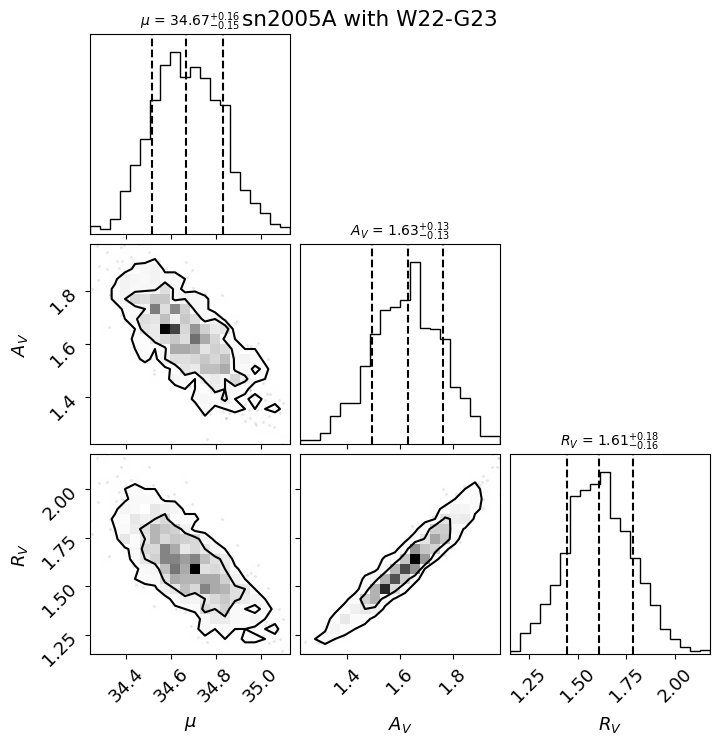 sn2005A with W22-G23
μ = 34.67+0.16−0.15
A_V = 1.63+0.13−0.13
1.8
1.6
1.4
A_V
R_V = 1.61+0.18−0.16
2.00
1.75
1.50
1.25
R_V
34.4 34.6 34.8 35.0
1.4 1.6 1.8
1.25 1.50 1.75 2.00
μ A_V R_V